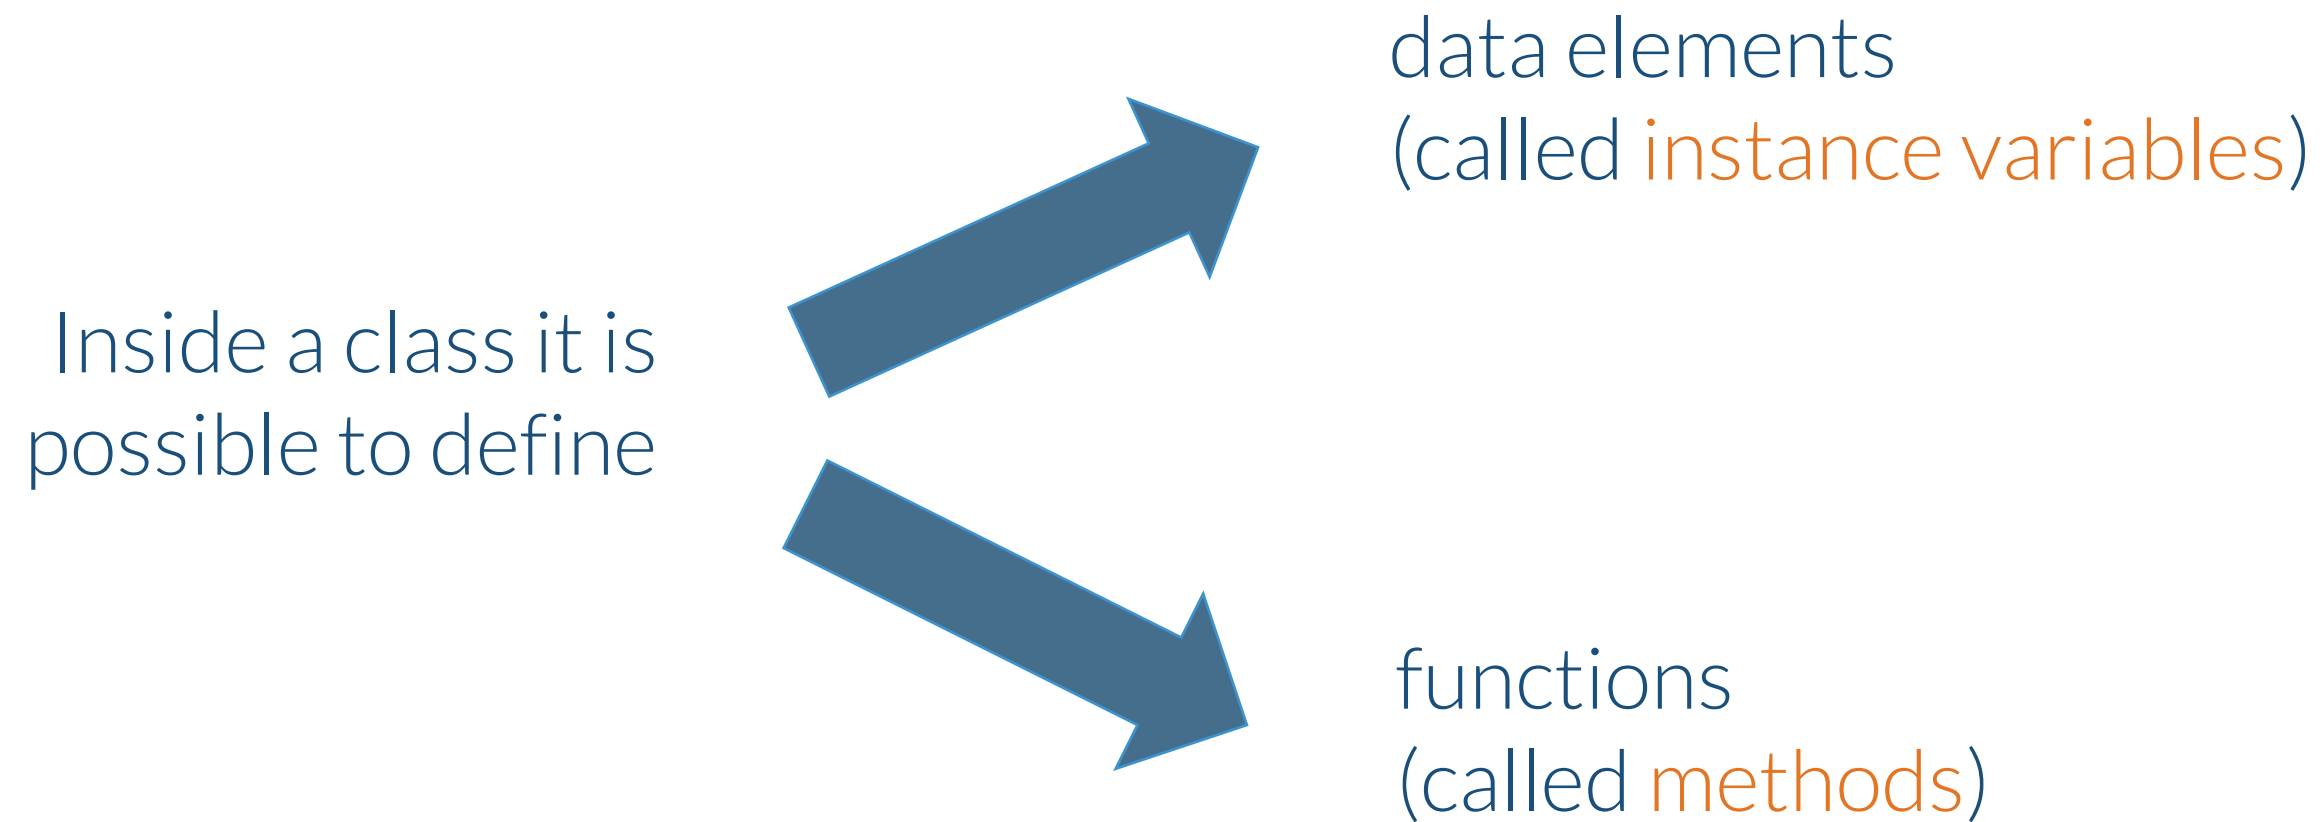 Inside a class it is
possible to define
data elements
(called instance variables)
functions
(called methods)